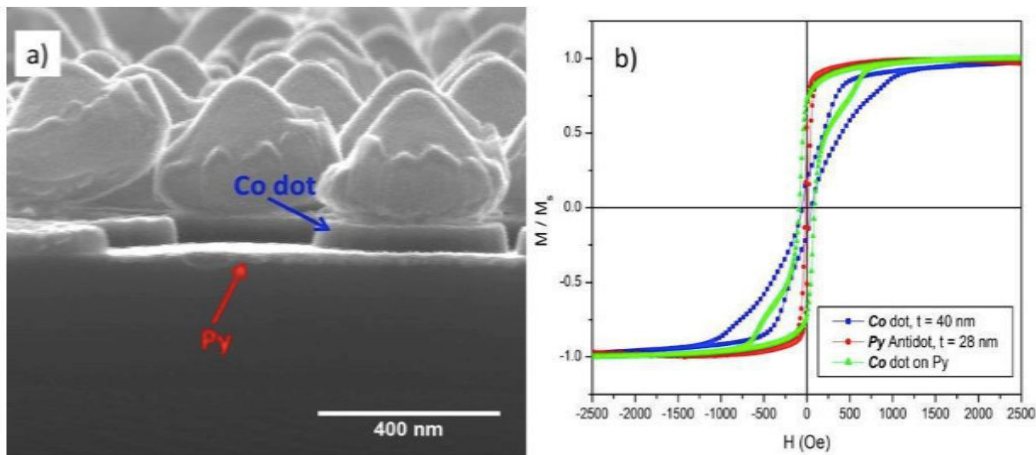 a)
Co dot
Py
400 nm
b)
M / Mₛ
1.0
0.5
0.0
-0.5
-1.0
Co dot, t = 40 nm
Py Antidot, t = 28 nm
Co dot on Py
-2500 -2000 -1500 -1000 -500 0 500 1000 1500 2000 2500
H (Oe)